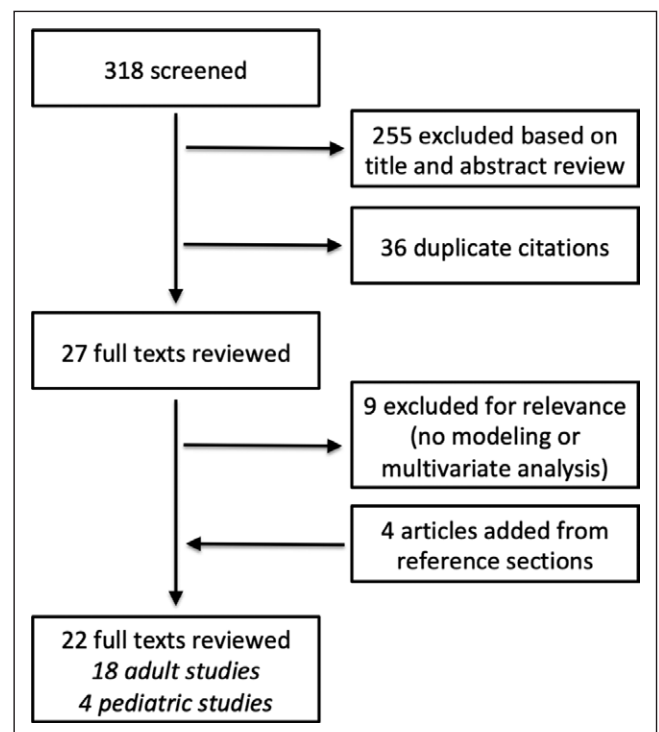 318 screened
255 excluded based on
title and abstract review
36 duplicate citations
27 full texts reviewed
9 excluded for relevance
(no modeling or
multivariate analysis)
4 articles added from
reference sections
22 full texts reviewed
18 adult studies
4 pediatric studies